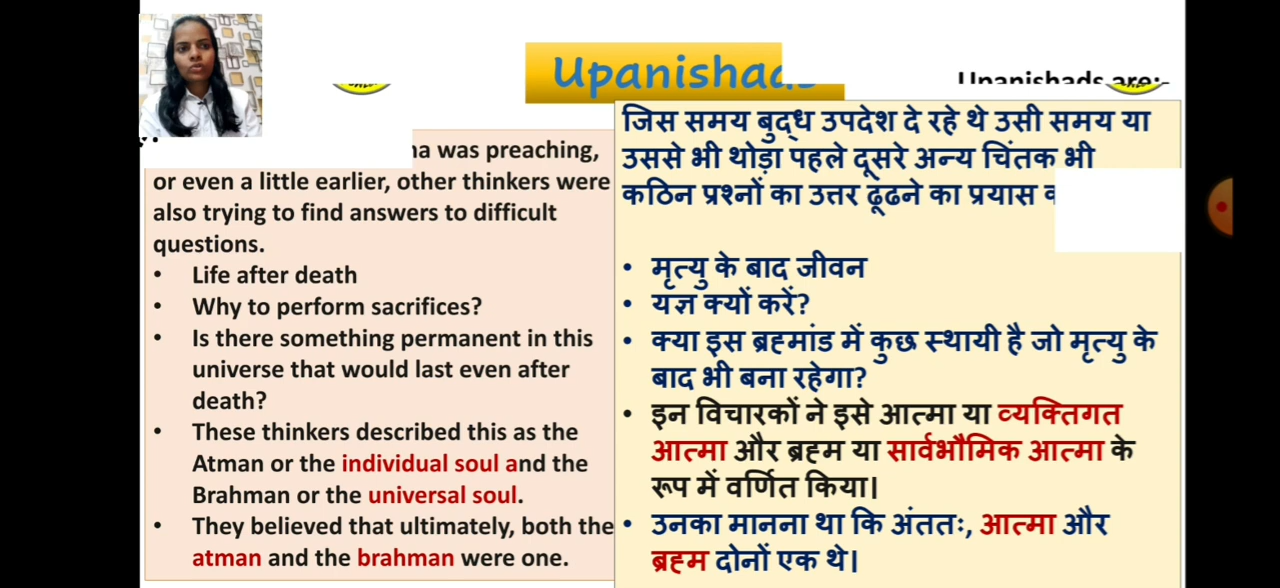 Upanishads
Upanishads are:-
ha was preaching,
or even a little earlier, other thinkers were
also trying to find answers to difficult
questions.
• Life after death
• Why to perform sacrifices?
• Is there something permanent in this
universe that would last even after
death?
• These thinkers described this as the
Atman or the individual soul and the
Brahman or the universal soul.
• They believed that ultimately, both the
atman and the brahman were one.
जिस समय बुद्ध उपदेश दे रहे थे उसी समय या
उससे भी थोड़ा पहले दूसरे अन्य चिंतक भी
कठिन प्रश्नों का उत्तर ढूंढने का प्रयास
• मृत्यु के बाद जीवन
• यज्ञ क्यों करें?
• क्या इस ब्रह्मांड में कुछ स्थायी है जो मृत्यु के
बाद भी बना रहेगा?
• इन विचारकों ने इसे आत्मा या व्यक्तिगत
आत्मा और ब्रह्म या सार्वभौमिक आत्मा के
रूप में वर्णित किया।
• उनका मानना था कि अंततः, आत्मा और
ब्रह्म दोनों एक थे।